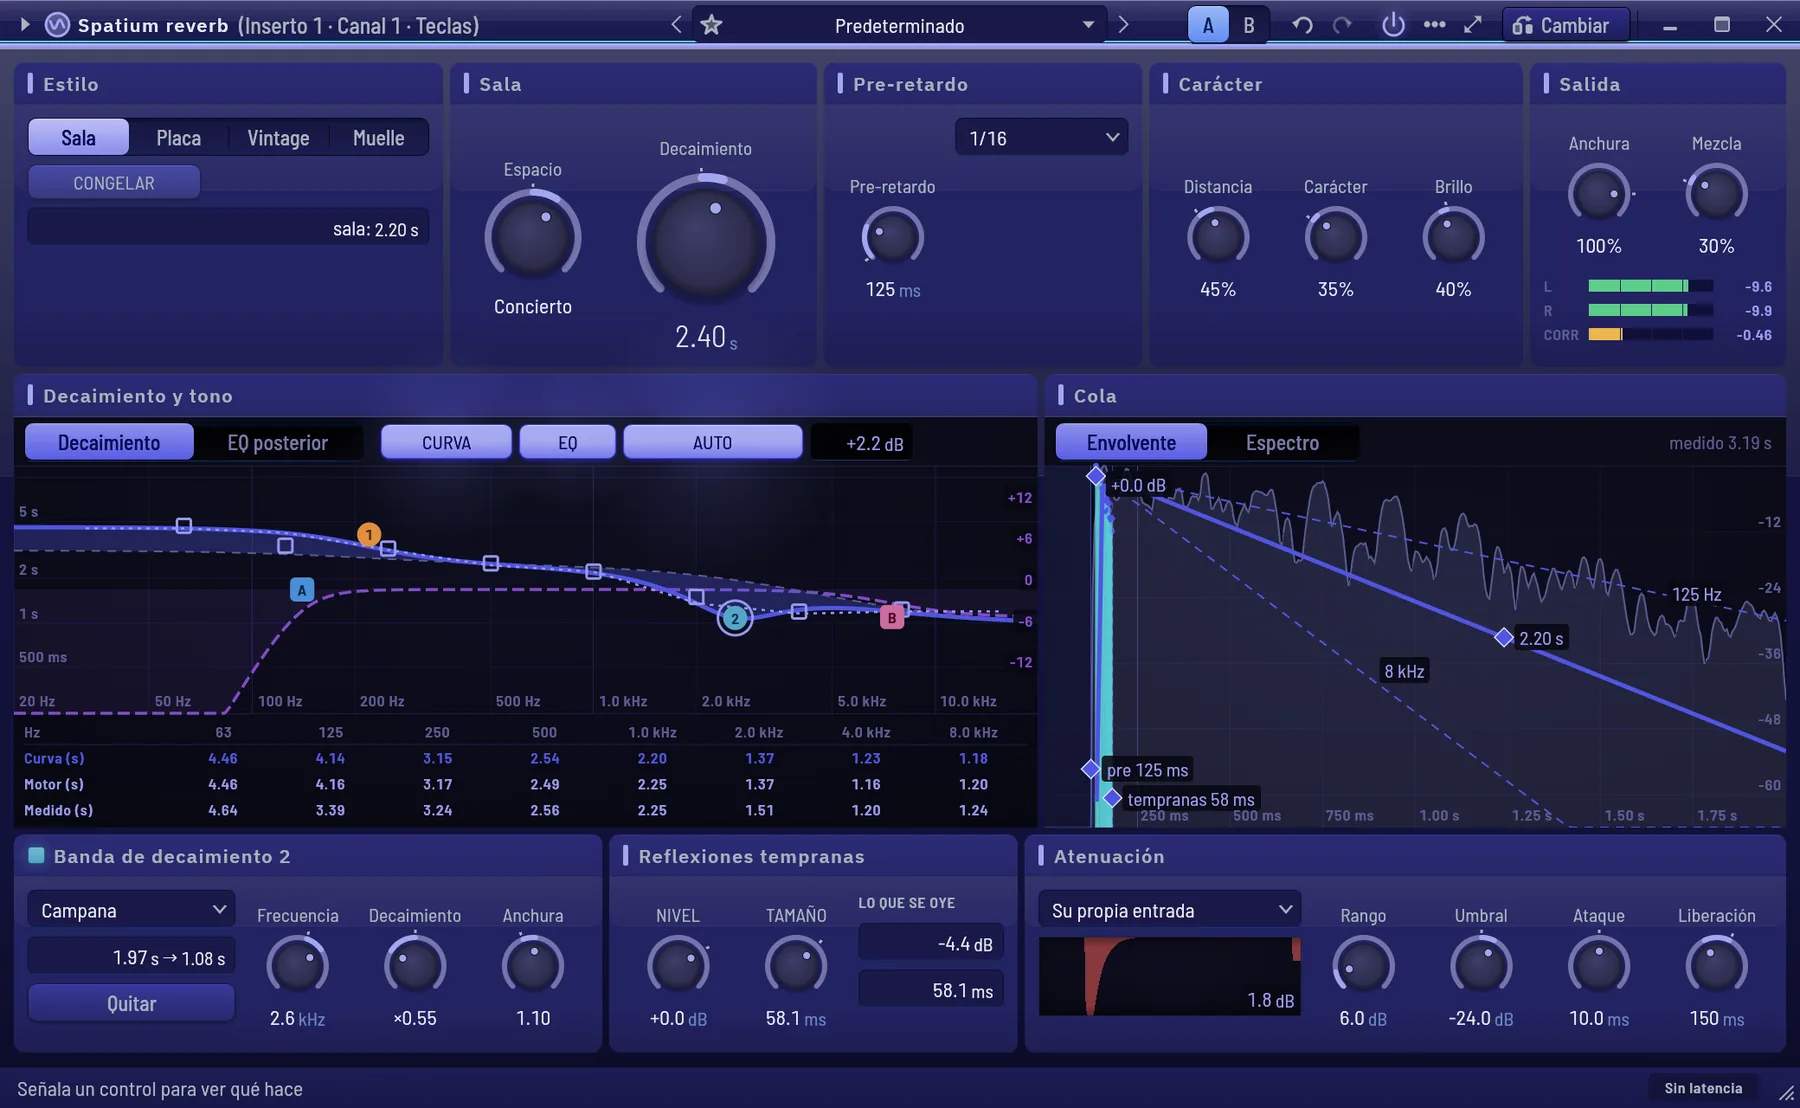 Spatium reverb (Inserto 1 · Canal 1 · Teclas)
Predeterminado
A B
Cambiar
Estilo
Sala Placa Vintage Muelle
CONGELAR
sala: 2.20 s
Sala
Espacio
Concierto
Decaimiento
2.40 s
Pre-retardo
1/16
Pre-retardo
125 ms
Carácter
Distancia Carácter Brillo
45% 35% 40%
Salida
Anchura Mezcla
100% 30%
L -9.6
R -9.9
CORR -0.46
Decaimiento y tono
Decaimiento EQ posterior CURVA EQ AUTO +2.2 dB
5 s
2 s
1 s
500 ms
+12
+6
0
-6
-12
1
A
2
B
20 Hz 50 Hz 100 Hz 200 Hz 500 Hz 1.0 kHz 2.0 kHz 5.0 kHz 10.0 kHz
Hz 63 125 250 500 1.0 kHz 2.0 kHz 4.0 kHz 8.0 kHz
Curva (s) 4.46 4.14 3.15 2.54 2.20 1.37 1.23 1.18
Motor (s) 4.46 4.16 3.17 2.49 2.25 1.37 1.16 1.20
Medido (s) 4.64 3.39 3.24 2.56 2.25 1.51 1.20 1.24
Cola
Envolvente Espectro medido 3.19 s
+0.0 dB
-12
-24
125 Hz
2.20 s
-36
8 kHz
-48
pre 125 ms
-60
tempranas 58 ms
250 ms 500 ms 750 ms 1.00 s 1.25 s 1.50 s 1.75 s
Banda de decaimiento 2
Campana
1.97 s → 1.08 s
Quitar
Frecuencia Decaimiento Anchura
2.6 kHz ×0.55 1.10
Reflexiones tempranas
NIVEL TAMAÑO
+0.0 dB 58.1 ms
LO QUE SE OYE
-4.4 dB
58.1 ms
Atenuación
Su propia entrada
1.8 dB
Rango Umbral Ataque Liberación
6.0 dB -24.0 dB 10.0 ms 150 ms
Señala un control para ver qué hace
Sin latencia